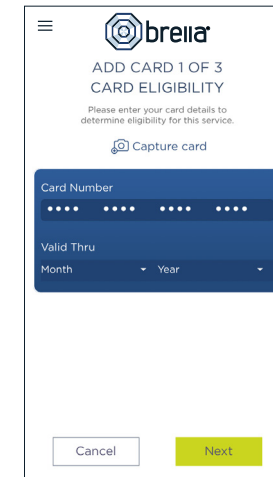 brella
ADD CARD 1 OF 3
CARD ELIGIBILITY
Please enter your card details to
determine eligibility for this service.
Capture card
Card Number
•••• •••• •••• ••••
Valid Thru
Month Year
Cancel Next